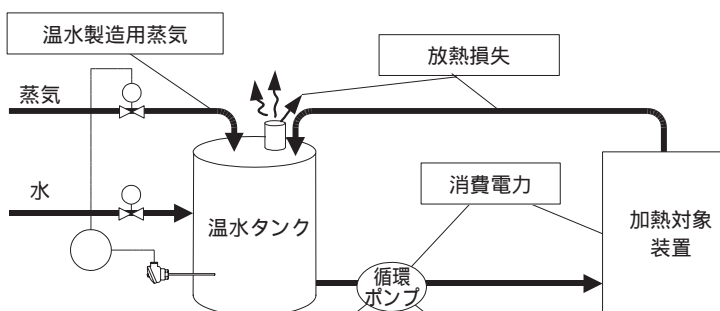 温水製造用蒸気
放熱損失
蒸気
水
消費電力
温水タンク
加熱対象
装置
循環
ポンプ